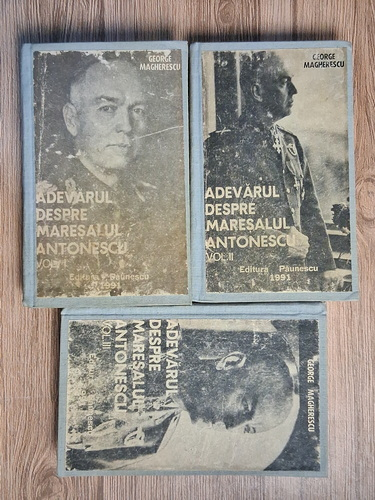 GEORGE
MAGHERESCU
ADEVĂRUL
DESPRE
MAREȘALUL
ANTONESCU
VOL. I
Editura Păunescu
1991
GEORGE
MAGHERESCU
ADEVĂRUL
DESPRE
MAREȘALUL
ANTONESCU
VOL. II
Editura Păunescu
1991
GEORGE MAGHERESCU
ADEVĂRUL
DESPRE
MAREȘALUL
ANTONESCU
VOL. III